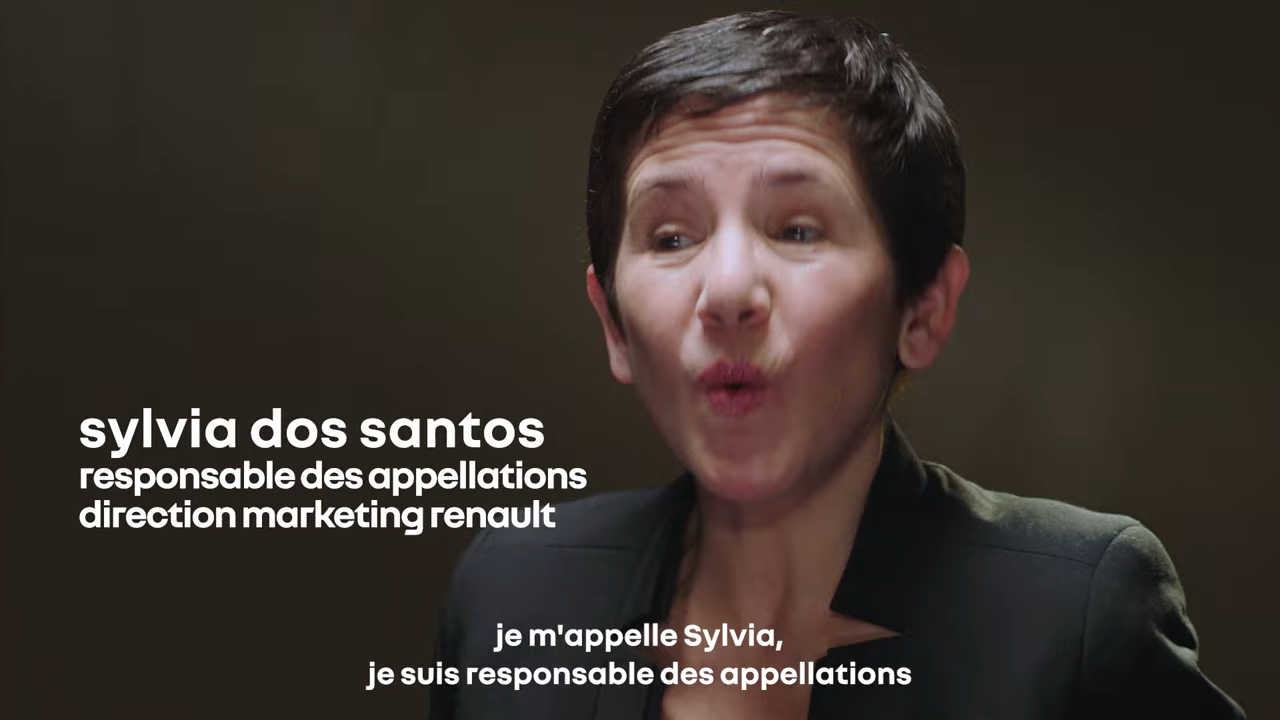 sylvia dos santos
responsable des appellations
direction marketing renault
je m'appelle Sylvia,
je suis responsable des appellations